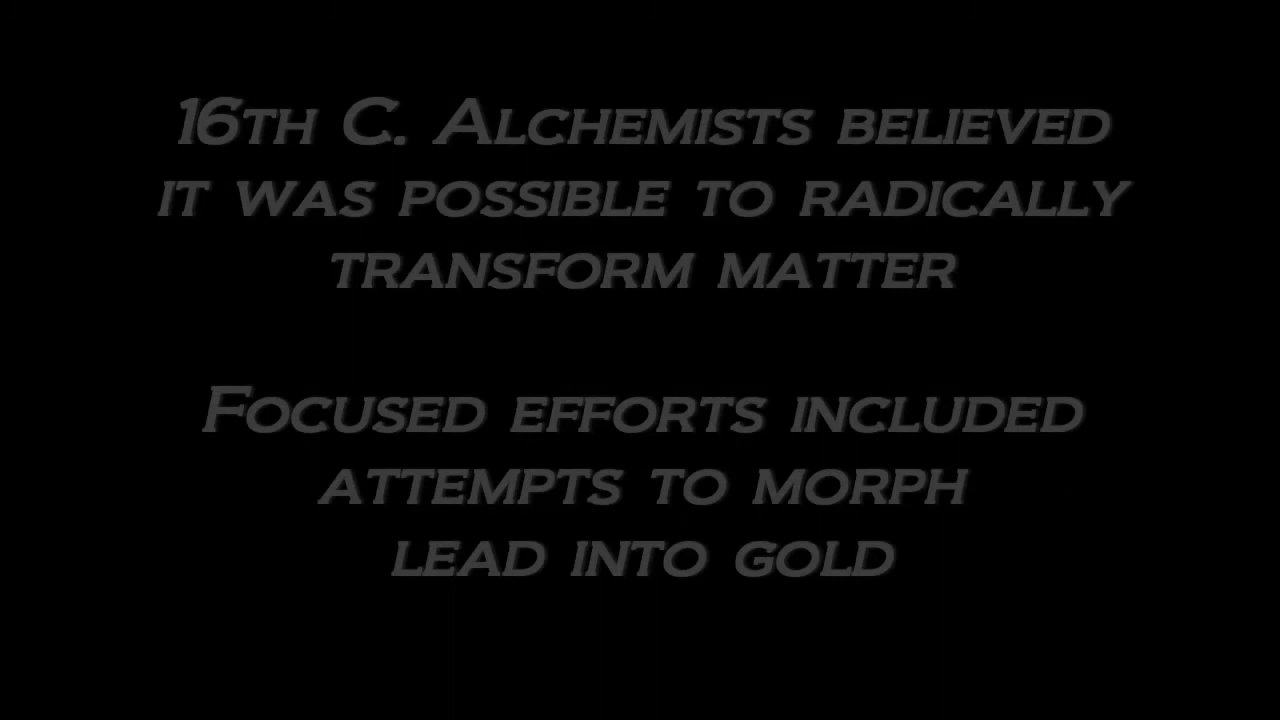 16th C. Alchemists believed
it was possible to radically
transform matter
Focused efforts included
attempts to morph
lead into gold